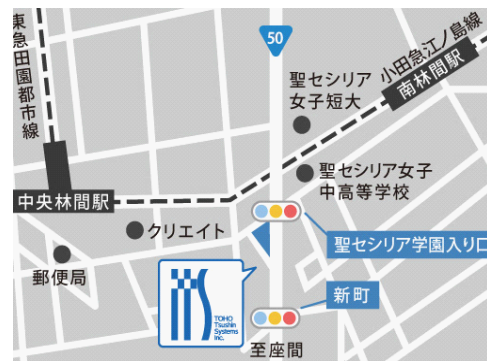 東急田園都市線
50
小田急江ノ島線
南林間駅
聖セシリア
女子短大
聖セシリア女子
中高等学校
中央林間駅
クリエイト
郵便局
聖セシリア学園入り口
新町
TOHO
Tsushin
Systems
Inc.
至座間